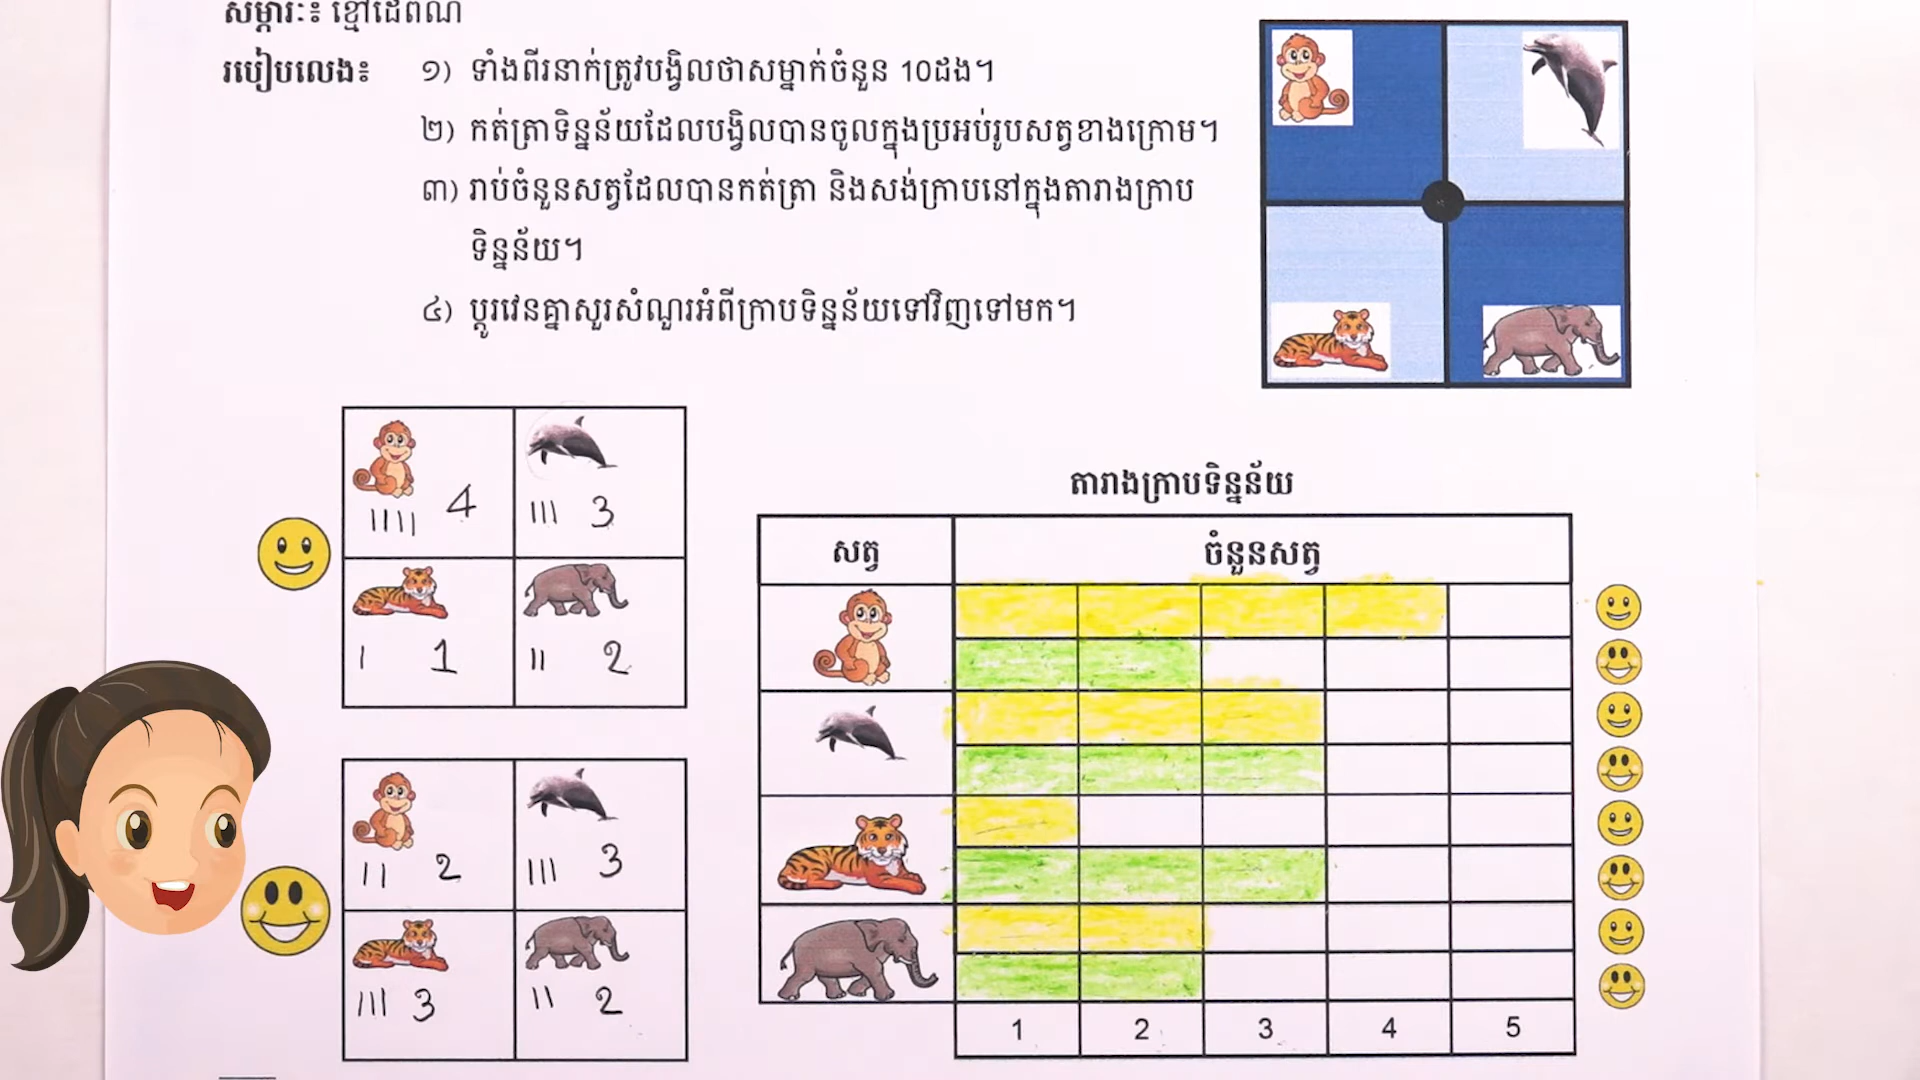 សម្ភារៈ៖ ខ្មៅដៃពណ៌
របៀបលេង៖ ១) ទាំងពីរនាក់ត្រូវបង្វិលថាសម្នាក់ចំនួន 10ដង។
២) កត់ត្រាទិន្នន័យដែលបង្វិលបានចូលក្នុងប្រអប់រូបសត្វខាងក្រោម។
៣) រាប់ចំនួនសត្វដែលបានកត់ត្រា និងសង់ក្រាបនៅក្នុងតារាងក្រាប
ទិន្នន័យ។
៤) ប្តូរវេនគ្នាសួរសំណួរអំពីក្រាបទិន្នន័យទៅវិញទៅមក។
4 3
1 2
2 3
3 2
តារាងក្រាបទិន្នន័យ
សត្វ ចំនួនសត្វ
1 2 3 4 5